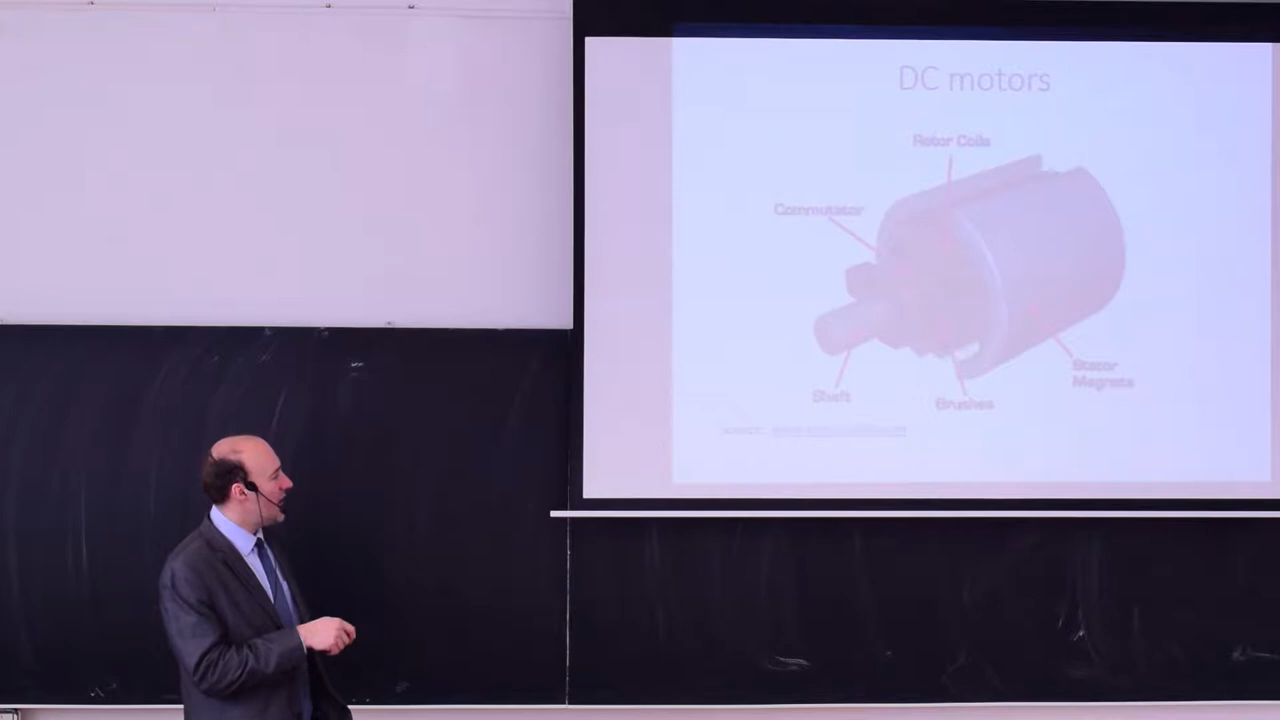 DC motors
Rotor Coils
Commutator
Stator
Magnets
Shaft
Brushes